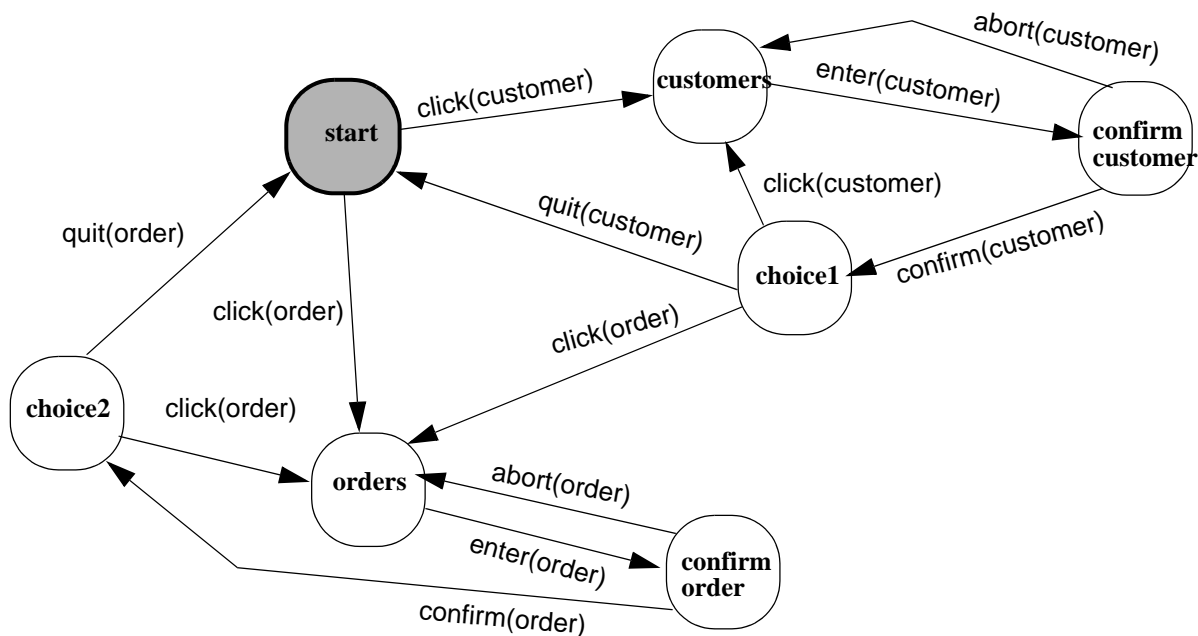 abort(customer)
customers
enter(customer)
click(customer)
start
confirm
customer
click(customer)
quit(customer)
quit(order)
confirm(customer)
choice1
click(order)
click(order)
choice2
click(order)
orders
abort(order)
enter(order)
confirm
order
confirm(order)